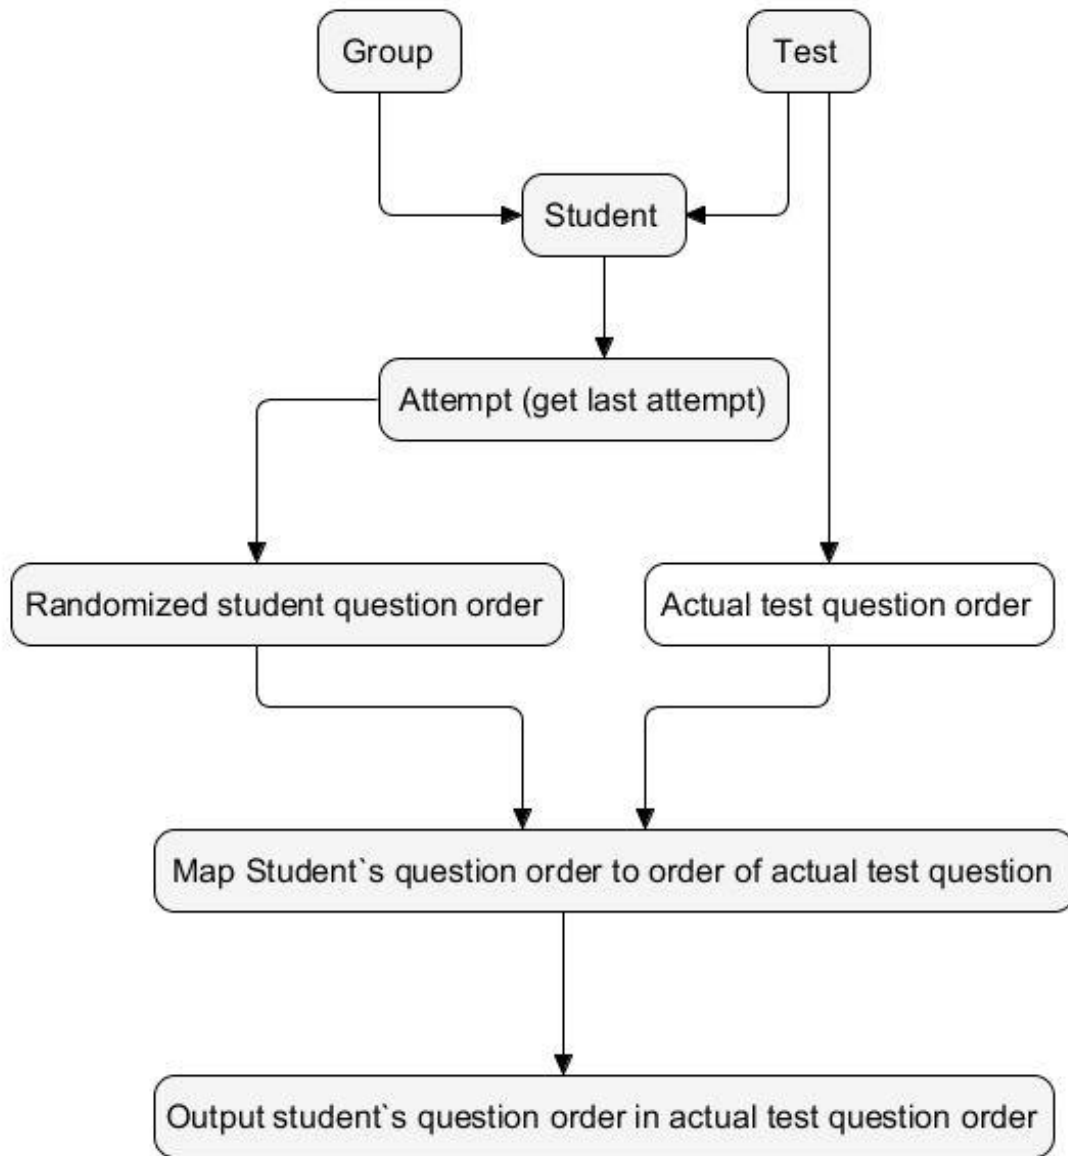 Group
Test
Student
Attempt (get last attempt)
Randomized student question order
Actual test question order
Map Student`s question order to order of actual test question
Output student`s question order in actual test question order